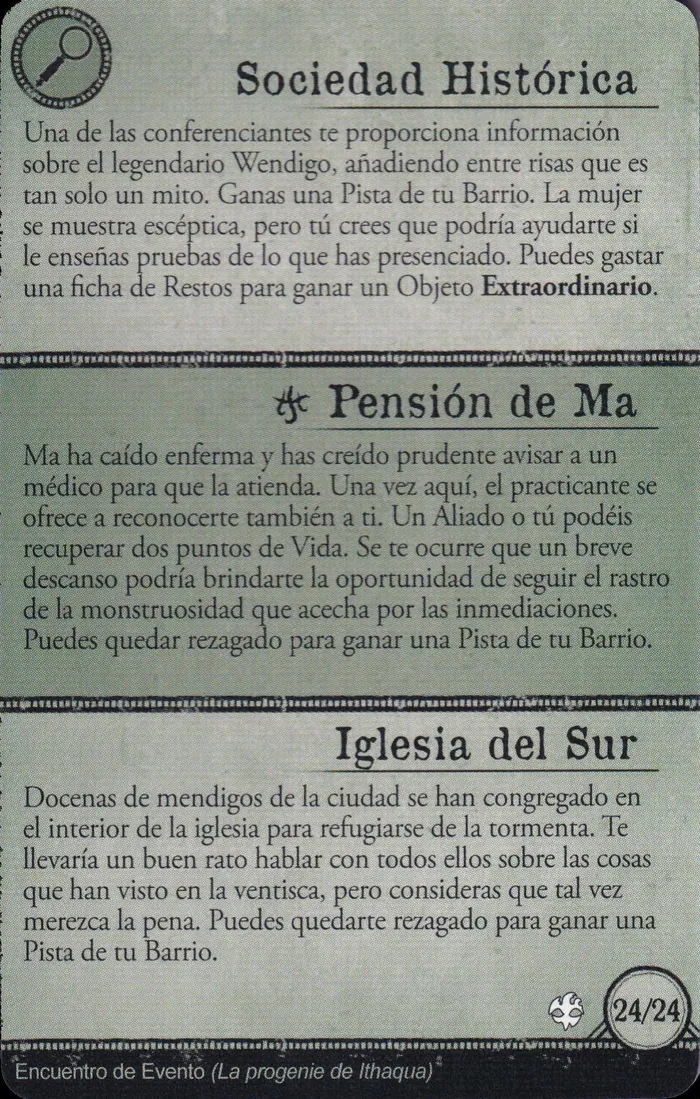 Sociedad Histórica
Una de las conferenciantes te proporciona información
sobre el legendario Wendigo, añadiendo entre risas que es
tan solo un mito. Ganas una Pista de tu Barrio. La mujer
se muestra escéptica, pero tú crees que podría ayudarte si
le enseñas pruebas de lo que has presenciado. Puedes gastar
una ficha de Restos para ganar un Objeto Extraordinario.
Pensión de Ma
Ma ha caído enferma y has creído prudente avisar a un
médico para que la atienda. Una vez aquí, el practicante se
ofrece a reconocerte también a ti. Un Aliado o tú podéis
recuperar dos puntos de Vida. Se te ocurre que un breve
descanso podría brindarte la oportunidad de seguir el rastro
de la monstruosidad que acecha por las inmediaciones.
Puedes quedar rezagado para ganar una Pista de tu Barrio.
Iglesia del Sur
Docenas de mendigos de la ciudad se han congregado en
el interior de la iglesia para refugiarse de la tormenta. Te
llevaría un buen rato hablar con todos ellos sobre las cosas
que han visto en la ventisca, pero consideras que tal vez
merezca la pena. Puedes quedarte rezagado para ganar una
Pista de tu Barrio.
24/24
Encuentro de Evento (La progenie de Ithaqua)